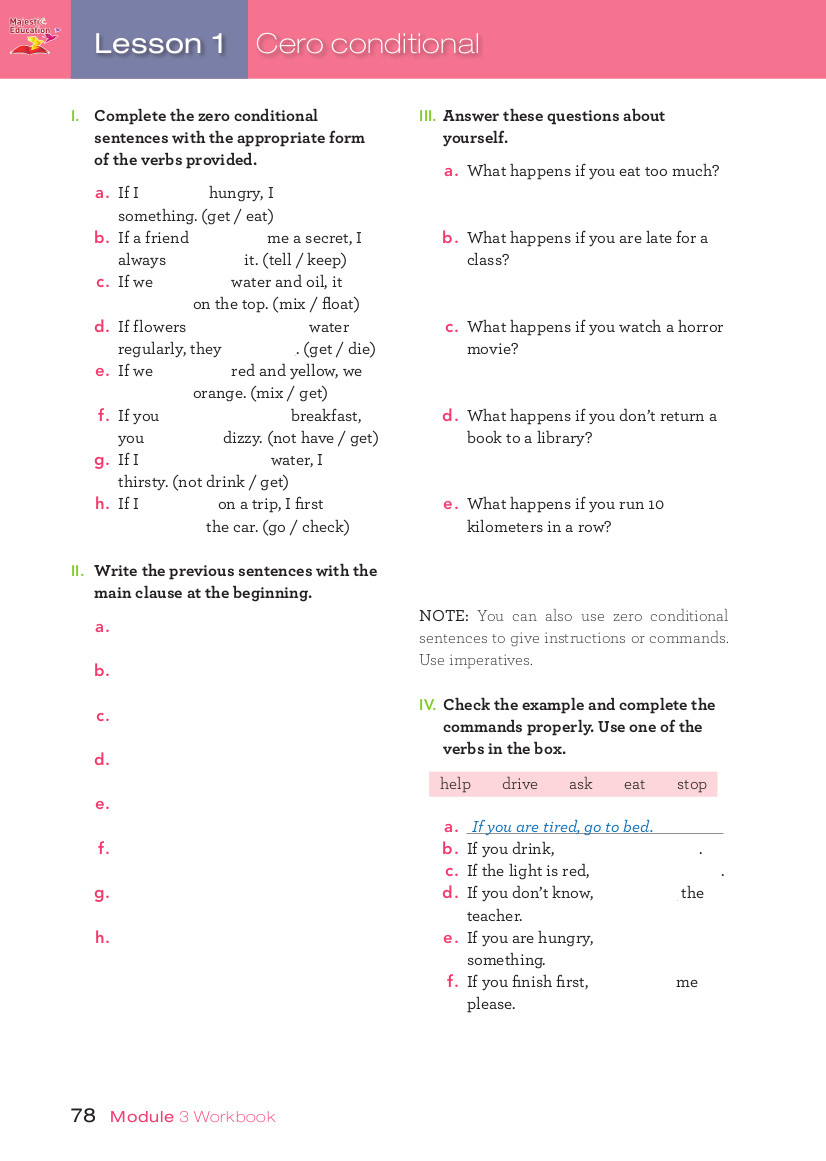 Majestic
Education
Lesson 1
Cero conditional
I. Complete the zero conditional
sentences with the appropriate form
of the verbs provided.
a. If I hungry, I
something. (get / eat)
b. If a friend me a secret, I
always it. (tell / keep)
c. If we water and oil, it
on the top. (mix / float)
d. If flowers water
regularly, they . (get / die)
e. If we red and yellow, we
orange. (mix / get)
f. If you breakfast,
you dizzy. (not have / get)
g. If I water, I
thirsty. (not drink / get)
h. If I on a trip, I first
the car. (go / check)
II. Write the previous sentences with the
main clause at the beginning.
a.
b.
c.
d.
e.
f.
g.
h.
III. Answer these questions about
yourself.
a. What happens if you eat too much?
b. What happens if you are late for a
class?
c. What happens if you watch a horror
movie?
d. What happens if you don't return a
book to a library?
e. What happens if you run 10
kilometers in a row?
NOTE: You can also use zero conditional
sentences to give instructions or commands.
Use imperatives.
IV. Check the example and complete the
commands properly. Use one of the
verbs in the box.
help drive ask eat stop
a. If you are tired, go to bed.
b. If you drink, .
c. If the light is red, .
d. If you don't know, the
teacher.
e. If you are hungry,
something.
f. If you finish first, me
please.
78 Module 3 Workbook